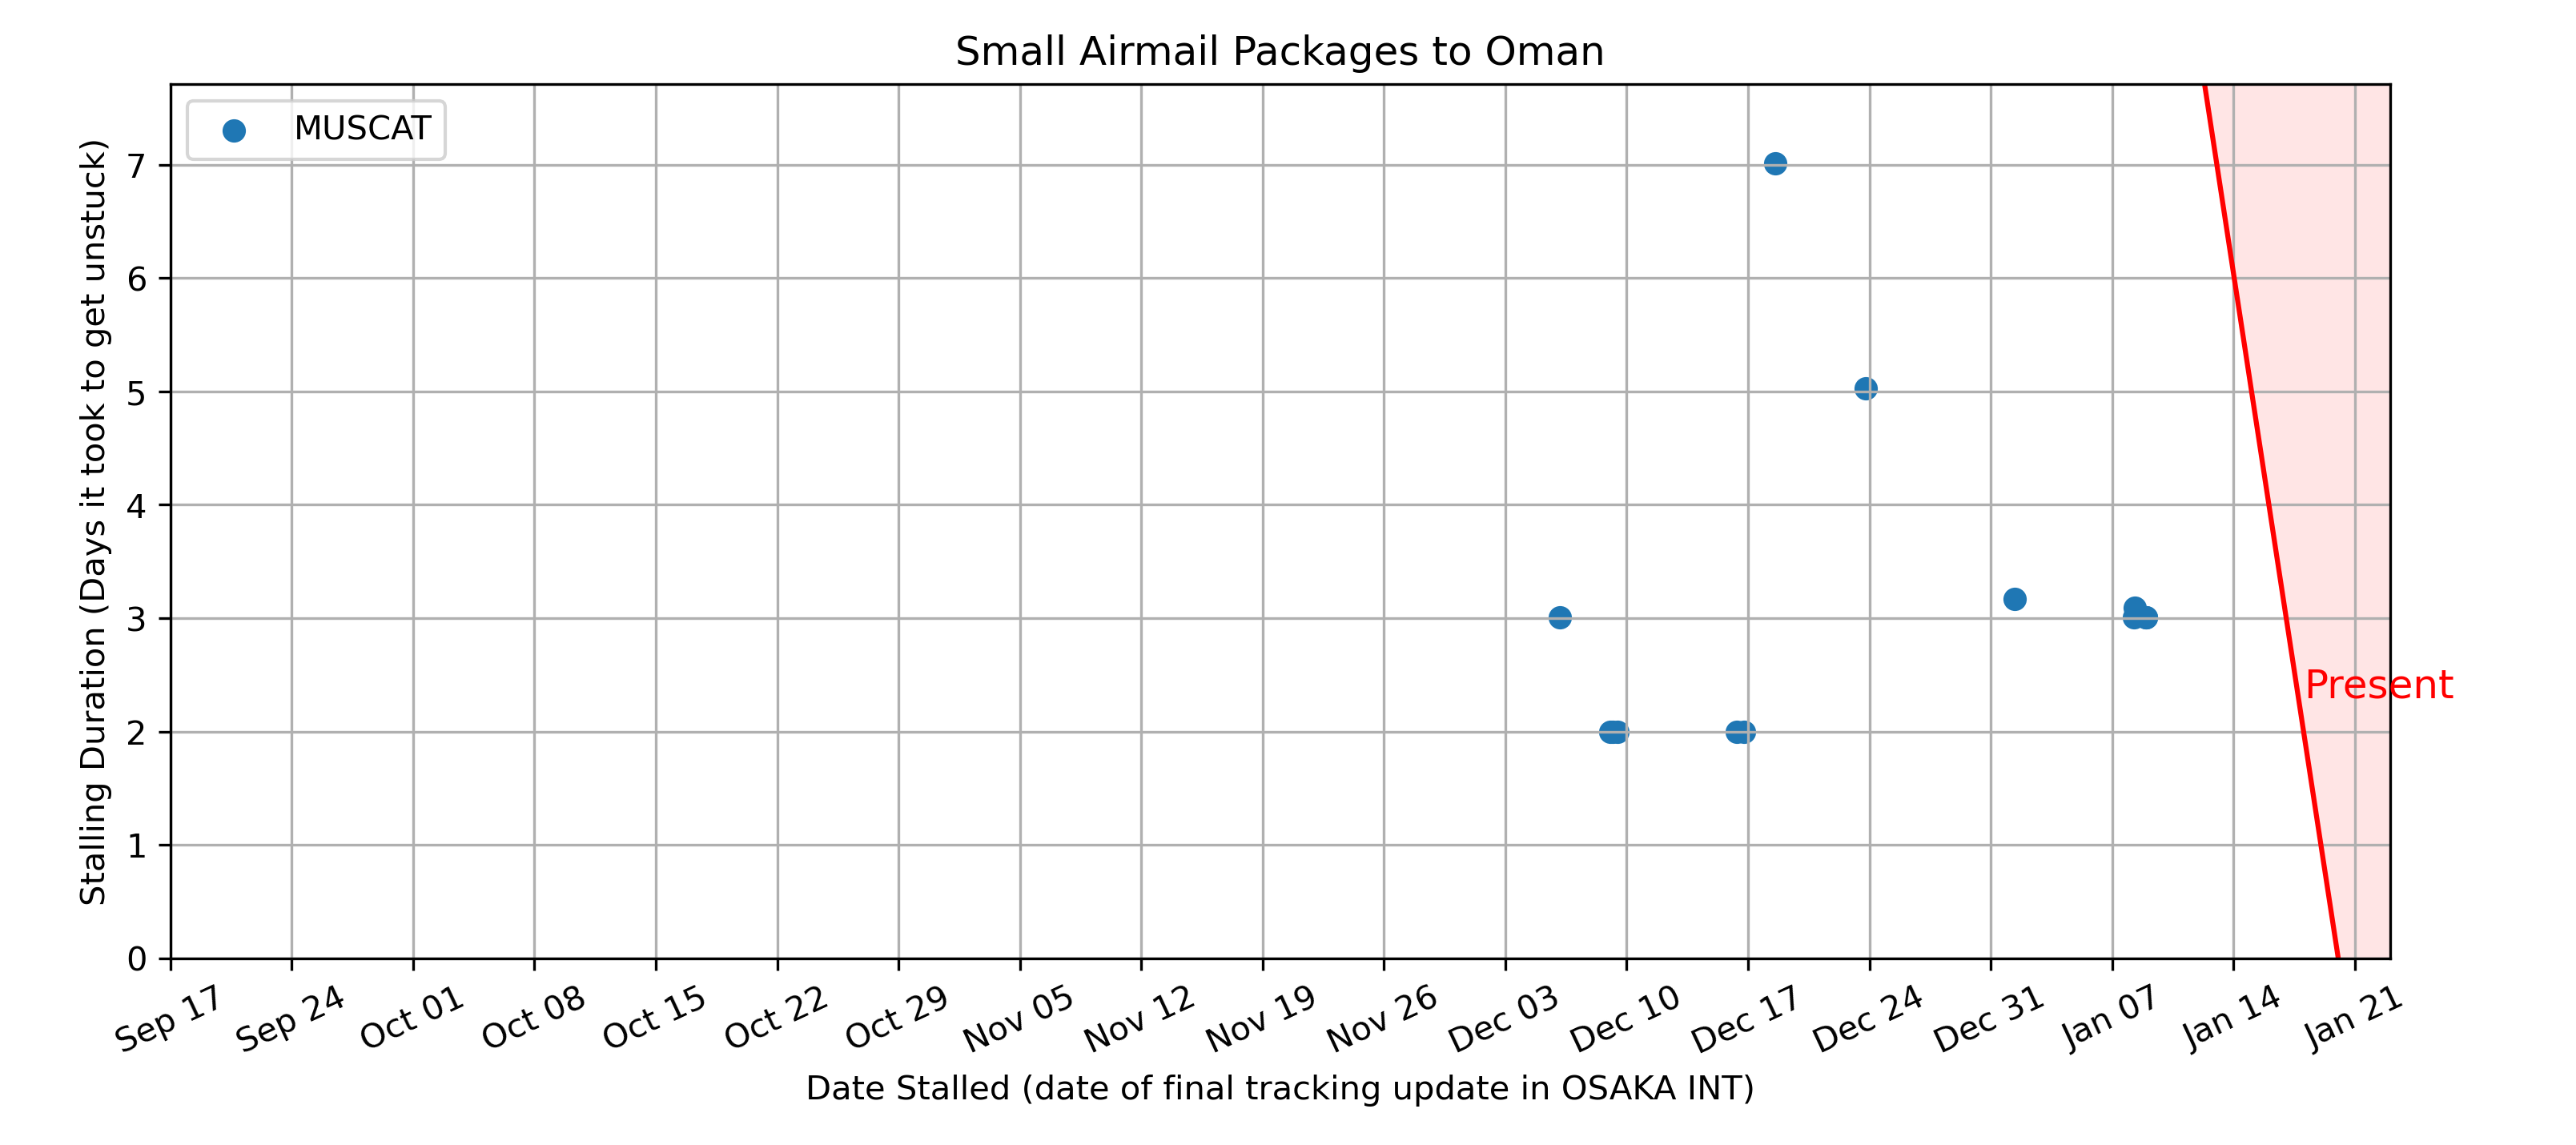 Small Airmail Packages to Oman
MUSCAT
Stalling Duration (Days it took to get unstuck)
7
6
5
4
3
2
1
0
Present
Sep 17 Sep 24 Oct 01 Oct 08 Oct 15 Oct 22 Oct 29 Nov 05 Nov 12 Nov 19 Nov 26 Dec 03 Dec 10 Dec 17 Dec 24 Dec 31 Jan 07 Jan 14 Jan 21
Date Stalled (date of final tracking update in OSAKA INT)